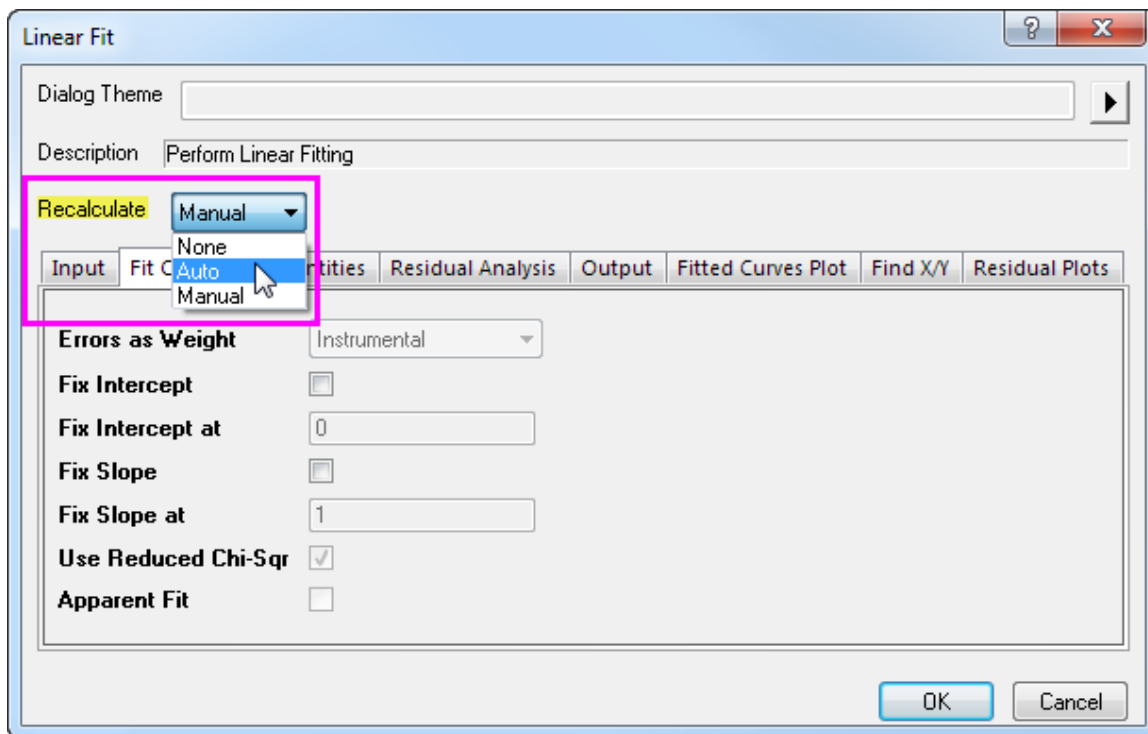 Linear Fit
Dialog Theme
Description Perform Linear Fitting
Recalculate Manual
None
Auto
Manual
Input Fit C ntities Residual Analysis Output Fitted Curves Plot Find X/Y Residual Plots
Errors as Weight Instrumental
Fix Intercept
Fix Intercept at 0
Fix Slope
Fix Slope at 1
Use Reduced Chi-Sqr
Apparent Fit
OK Cancel